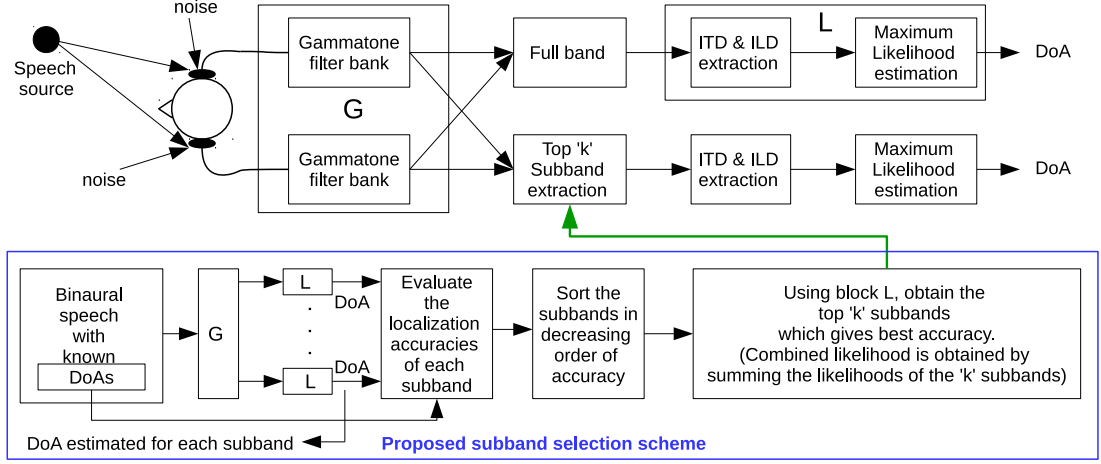 noise
Speech
source
noise
Gammatone
filter bank
G
Gammatone
filter bank
Full band
Top 'k'
Subband
extraction
L
ITD & ILD
extraction
Maximum
Likelihood
estimation
DoA
ITD & ILD
extraction
Maximum
Likelihood
estimation
DoA
Binaural
speech
with
known
DoAs
G
L
DoA
L
DoA
Evaluate
the
localization
accuracies
of each
subband
Sort the
subbands in
decreasing
order of
accuracy
Using block L, obtain the
top 'k' subbands
which gives best accuracy.
(Combined likelihood is obtained by
summing the likelihoods of the 'k' subbands)
DoA estimated for each subband
Proposed subband selection scheme